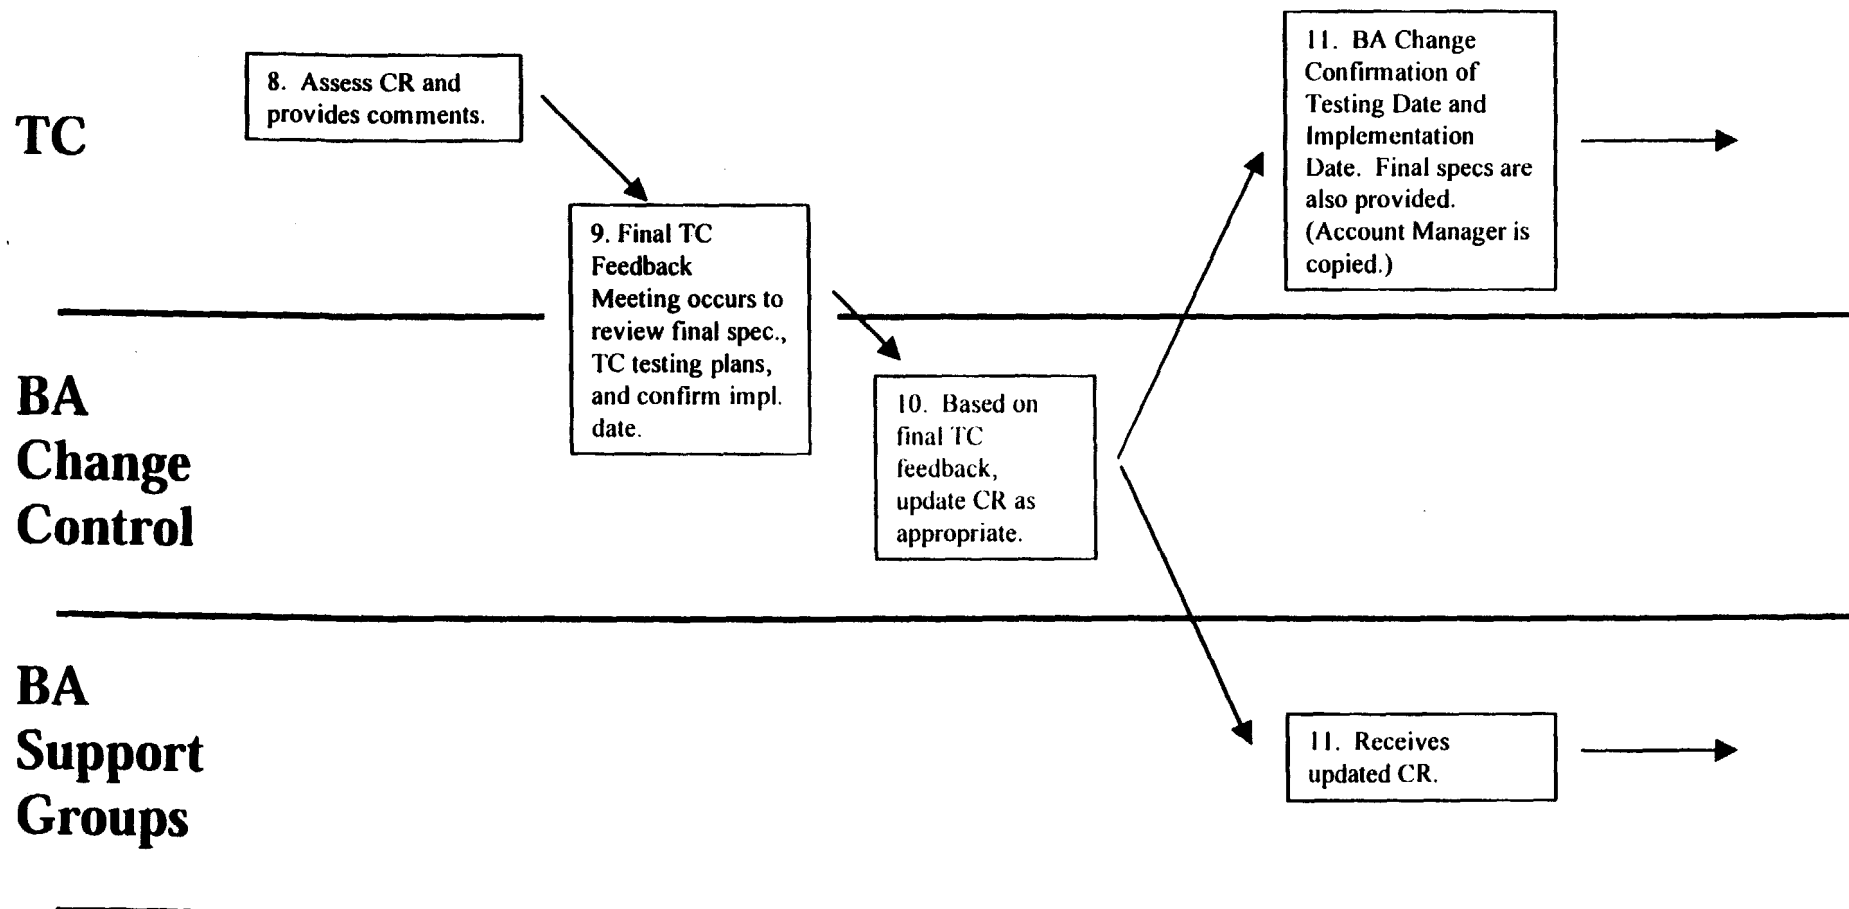 TC
8. Assess CR and
provides comments.
9. Final TC
Feedback
Meeting occurs to
review final spec.,
TC testing plans,
and confirm impl.
date.
11. BA Change
Confirmation of
Testing Date and
Implementation
Date. Final specs are
also provided.
(Account Manager is
copied.)
BA
Change
Control
10. Based on
final TC
feedback,
update CR as
appropriate.
BA
Support
Groups
11. Receives
updated CR.